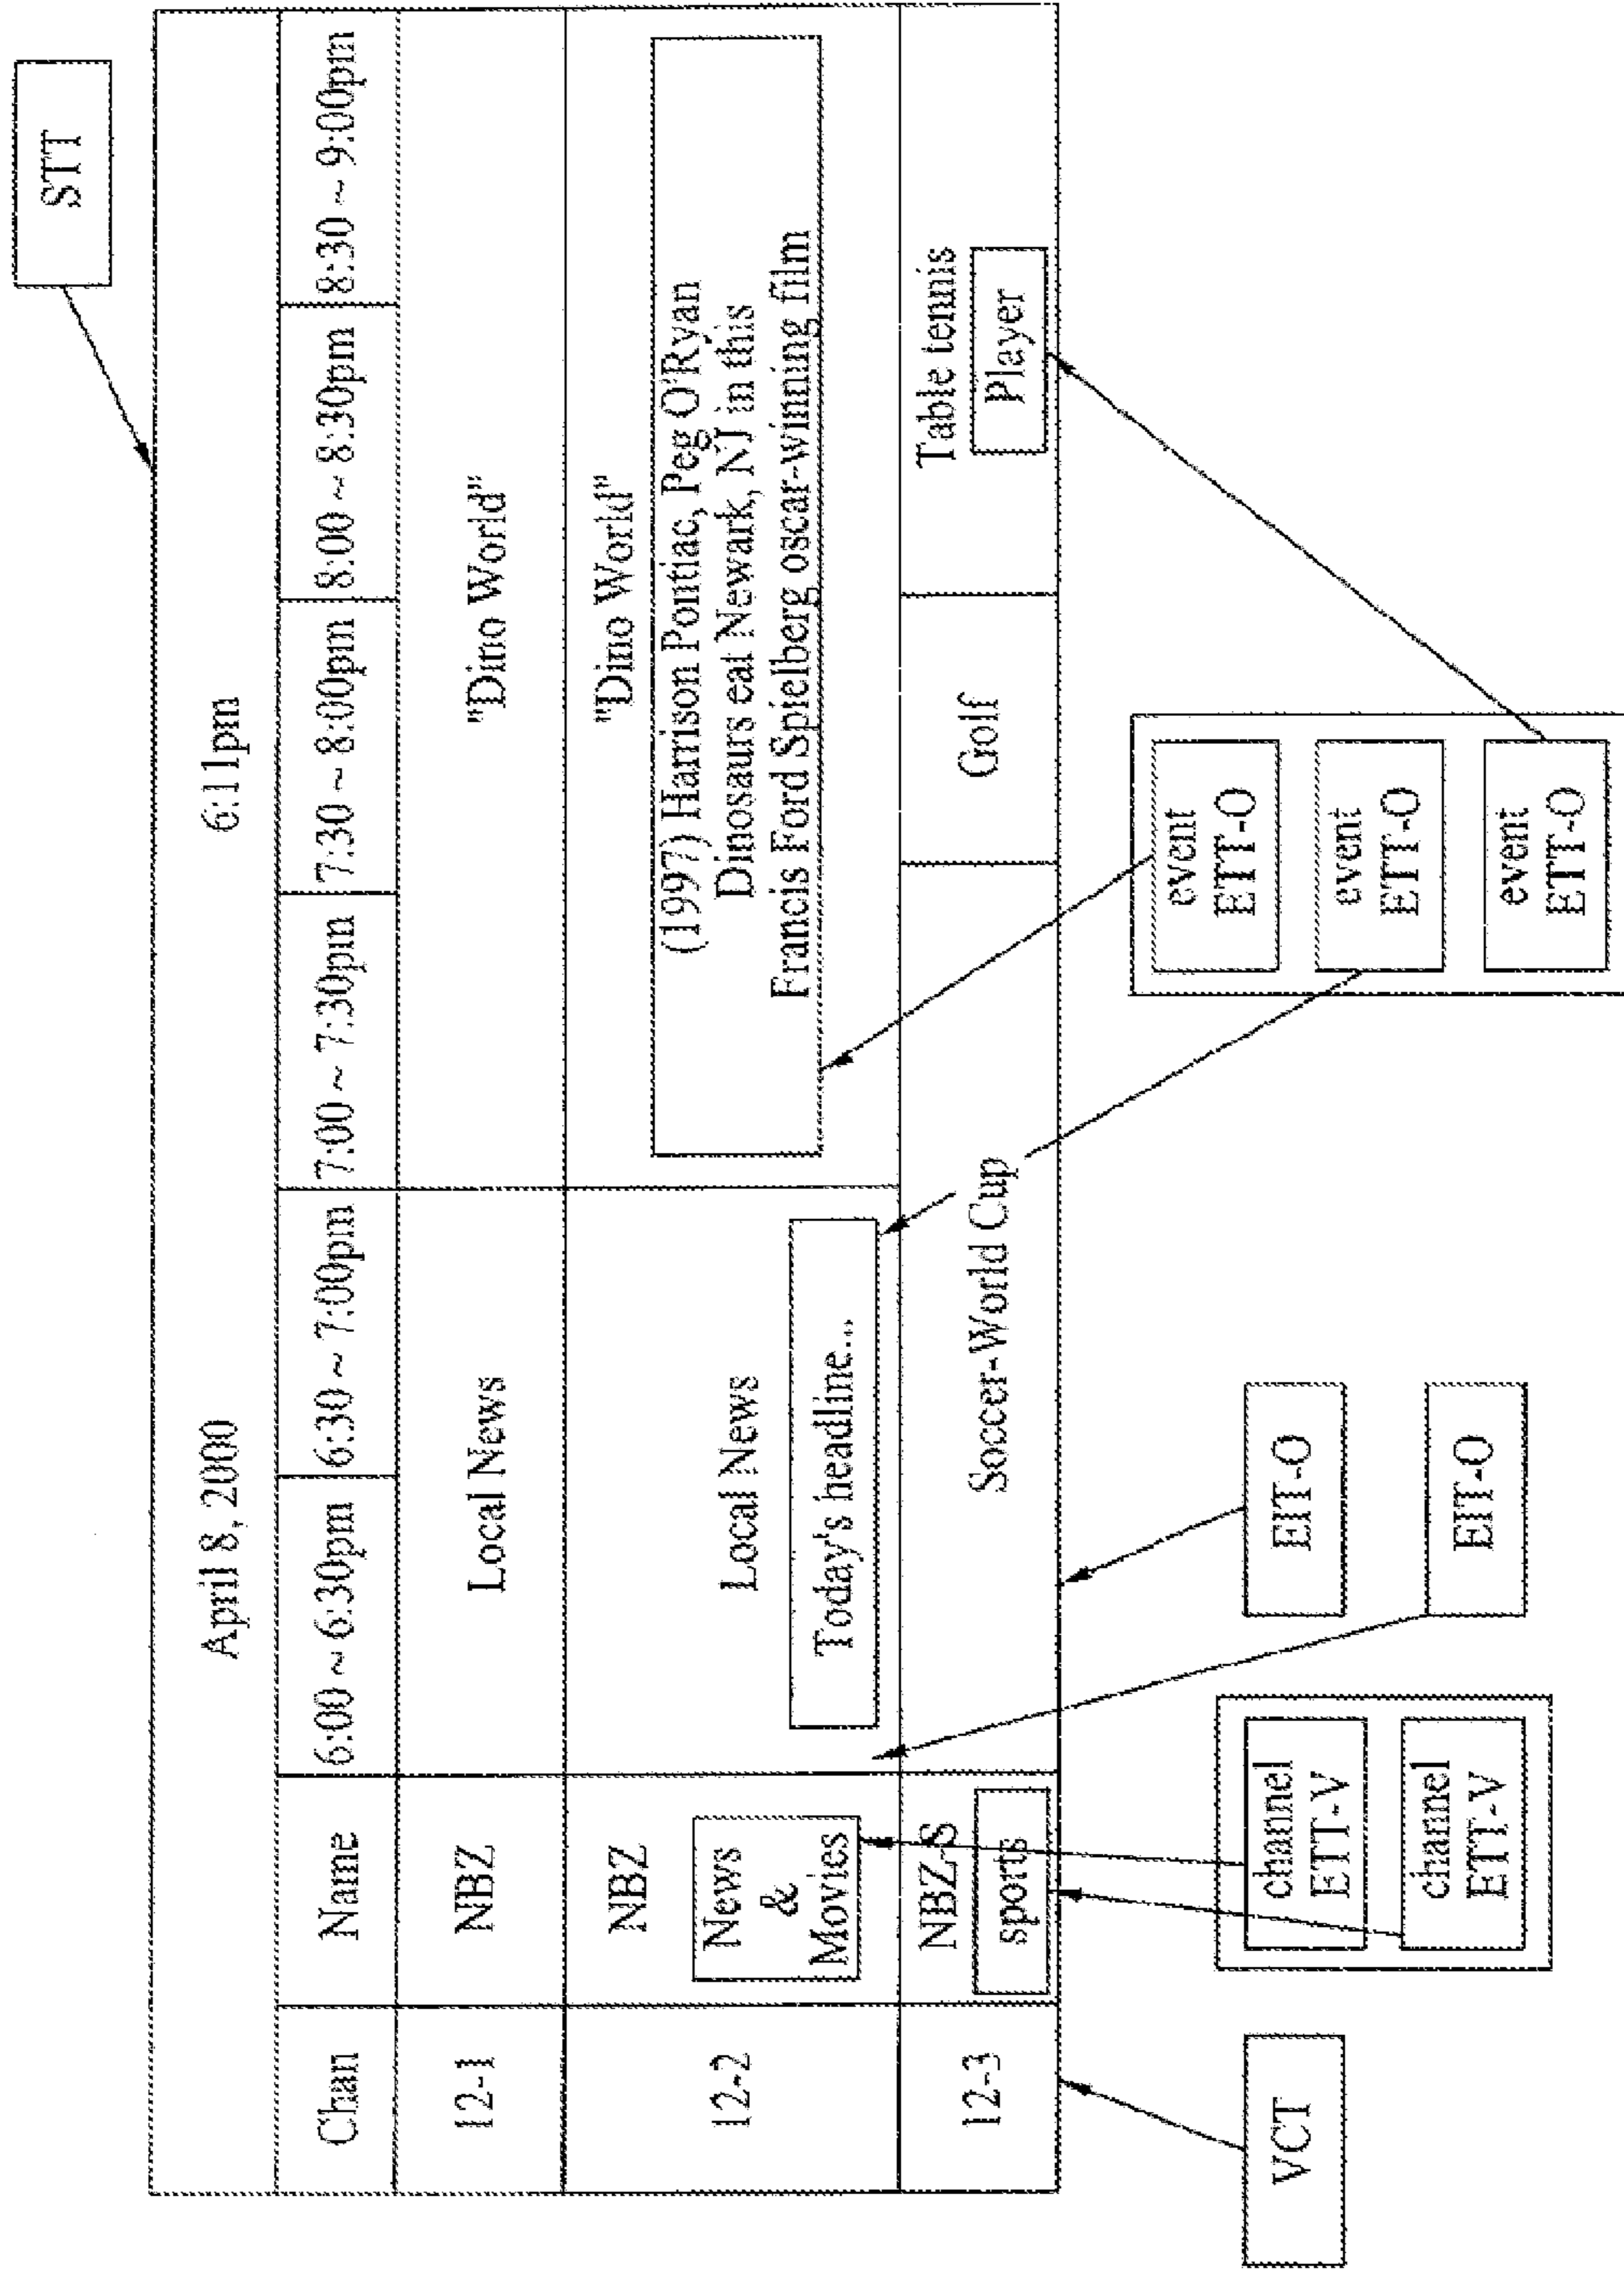 STT
April 8, 2000
6:11pm
Chan
Name
6:00 ~ 6:30pm
6:30 ~ 7:00pm
7:00 ~ 7:30pm
7:30 ~ 8:00pm
8:00 ~ 8:30pm
8:30 ~ 9:00pm
12-1
NBZ
Local News
"Dino World"
12-2
NBZ
News
&
Movies
Local News
Today's headline...
"Dino World"
(1997) Harrison Pontiac, Peg O'Ryan
Dinosaurs eat Newark, NJ in this
Francis Ford Spielberg oscar-winning film
12-3
NBZ-S
sports
Soccer-World Cup
Golf
Table tennis
Player
VCT
channel
ETT-V
channel
ETT-V
EIT-O
EIT-O
event
ETT-O
event
ETT-O
event
ETT-O